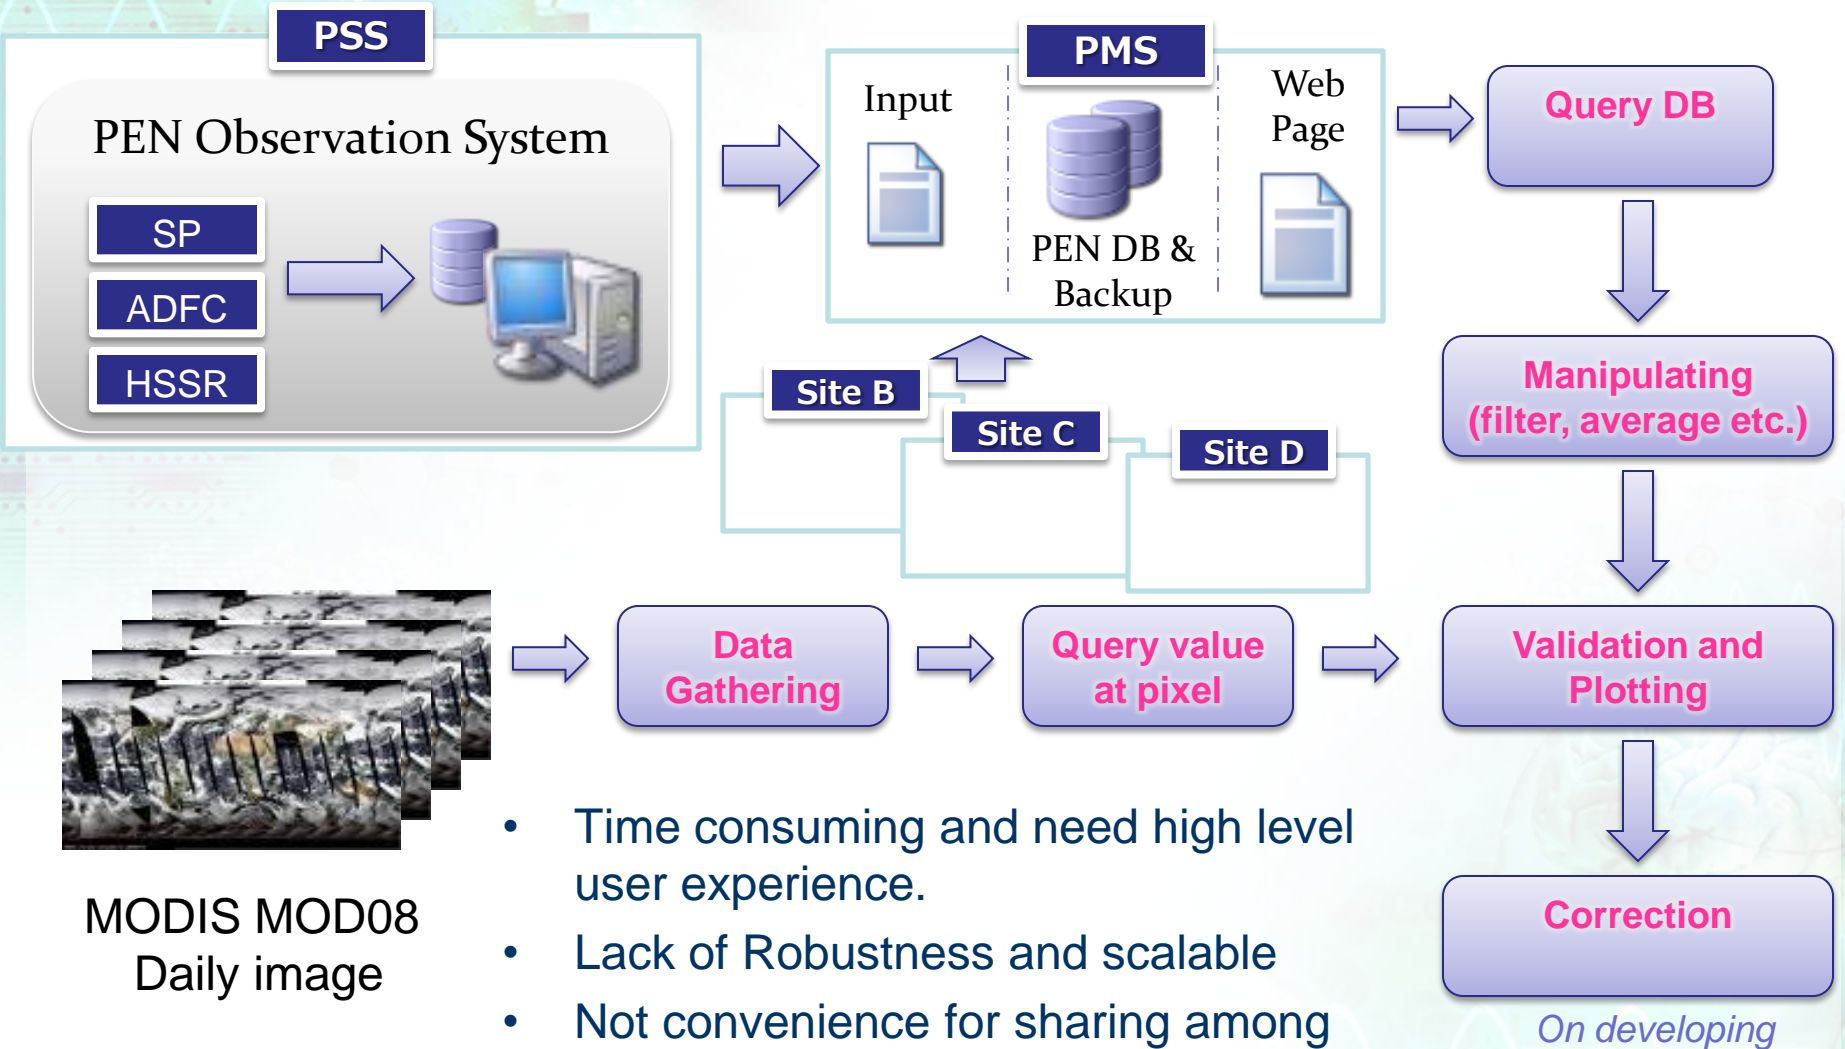 PSS
PEN Observation System
SP
ADFC
HSSR
PMS
Input
PEN DB &
Backup
Web
Page
Query DB
Manipulating
(filter, average etc.)
Site B
Site C
Site D
Data
Gathering
Query value
at pixel
Validation and
Plotting
Correction
On developing
MODIS MOD08
Daily image
• Time consuming and need high level
user experience.
• Lack of Robustness and scalable
• Not convenience for sharing among